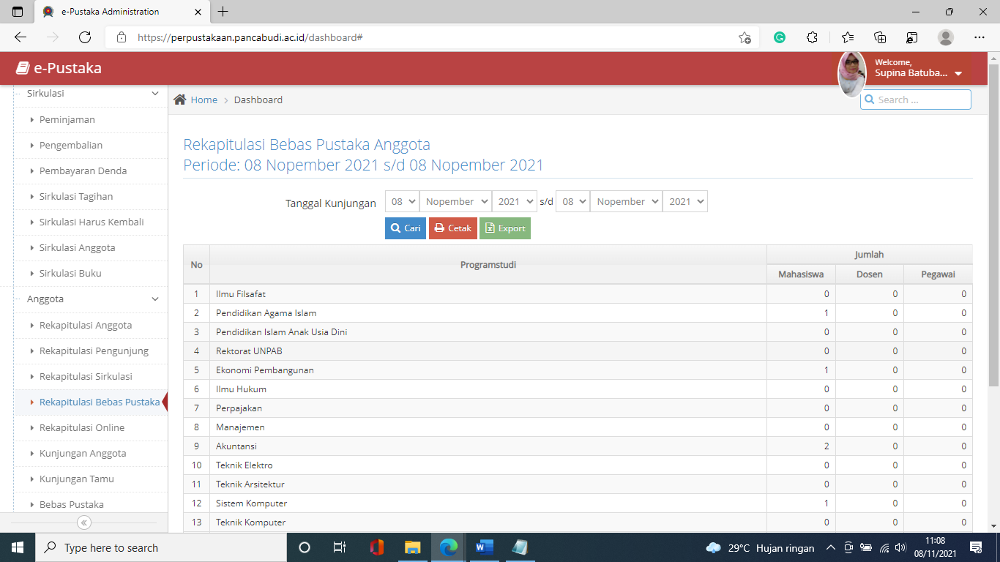 e-Pustaka Administration
https://perpustakaan.pancabudi.ac.id/dashboard#
e-Pustaka
Welcome,
Supina Batuba...
Sirkulasi
Peminjaman
Pengembalian
Pembayaran Denda
Sirkulasi Tagihan
Sirkulasi Harus Kembali
Sirkulasi Anggota
Sirkulasi Buku
Anggota
Rekapitulasi Anggota
Rekapitulasi Pengunjung
Rekapitulasi Sirkulasi
Rekapitulasi Bebas Pustaka
Rekapitulasi Online
Kunjungan Anggota
Kunjungan Tamu
Bebas Pustaka
Home > Dashboard
Search ...
Rekapitulasi Bebas Pustaka Anggota
Periode: 08 Nopember 2021 s/d 08 Nopember 2021
Tanggal Kunjungan 08 Nopember 2021 s/d 08 Nopember 2021
Cari Cetak Export
No Programstudi Jumlah
Mahasiswa Dosen Pegawai
1 Ilmu Filsafat 0 0 0
2 Pendidikan Agama Islam 1 0 0
3 Pendidikan Islam Anak Usia Dini 0 0 0
4 Rektorat UNPAB 0 0 0
5 Ekonomi Pembangunan 1 0 0
6 Ilmu Hukum 0 0 0
7 Perpajakan 0 0 0
8 Manajemen 0 0 0
9 Akuntansi 2 0 0
10 Teknik Elektro 0 0 0
11 Teknik Arsitektur 0 0 0
12 Sistem Komputer 1 0 0
13 Teknik Komputer 0 0 0
Type here to search
29°C Hujan ringan
11:08
08/11/2021